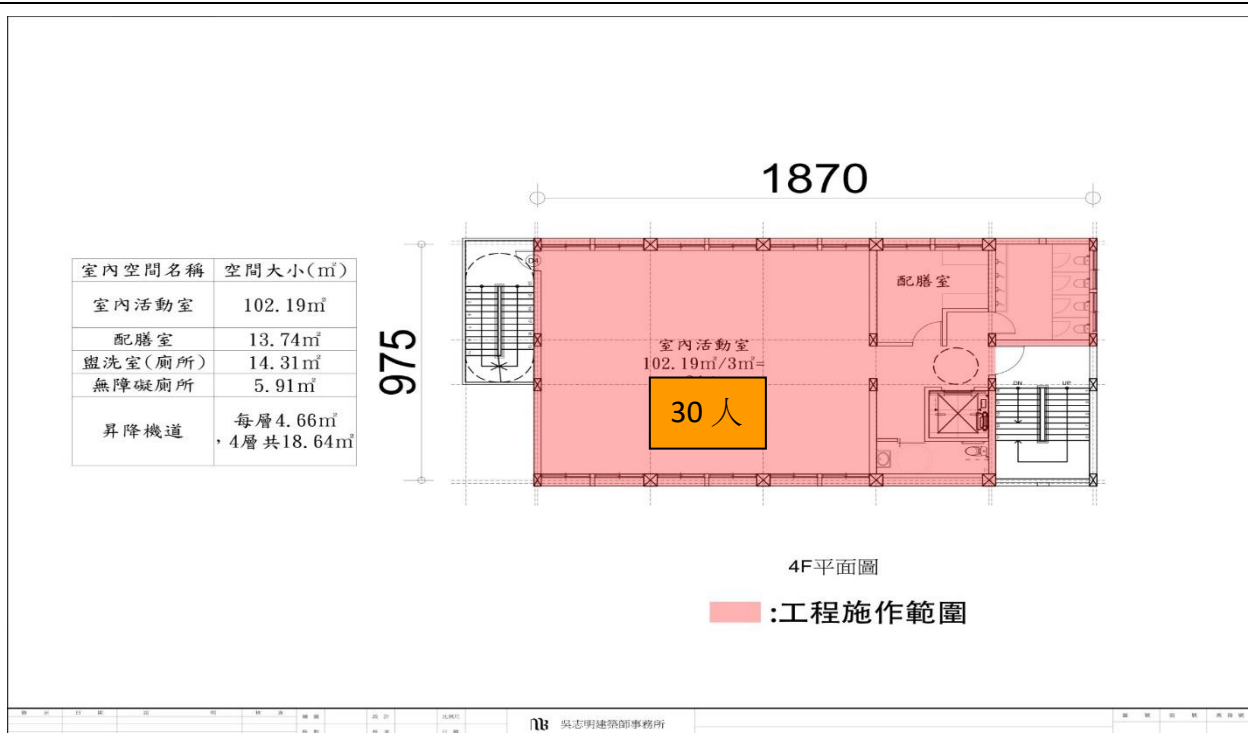 1870
975
室內空間名稱 空間大小(㎡)
室內活動室 102.19㎡
配膳室 13.74㎡
盥洗室(廁所) 14.31㎡
無障礙廁所 5.91㎡
昇降機道 每層4.66㎡
,4層共18.64㎡
D4
配膳室
室內活動室
102.19㎡/3㎡=
30 人
DN UP
4F平面圖
:工程施作範圍
吳志明建築師事務所